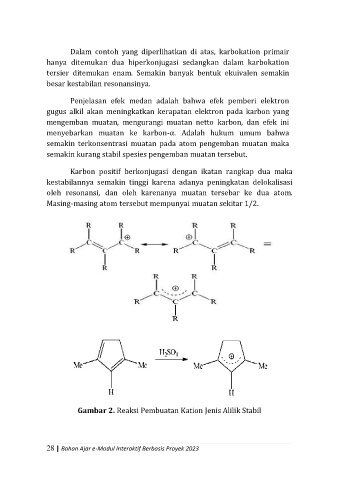 Dalam contoh yang diperlihatkan di atas, karbokation primair
hanya ditemukan dua hiperkonjugasi sedangkan dalam karbokation
tersier ditemukan enam. Semakin banyak bentuk ekuivalen semakin
besar kestabilan resonansinya.
Penjelasan efek medan adalah bahwa efek pemberi elektron
gugus alkil akan meningkatkan kerapatan elektron pada karbon yang
mengemban muatan, mengurangi muatan netto karbon, dan efek ini
menyebarkan muatan ke karbon-α. Adalah hukum umum bahwa
semakin terkonsentrasi muatan pada atom pengemban muatan maka
semakin kurang stabil spesies pengemban muatan tersebut.
Karbon positif berkonjugasi dengan ikatan rangkap dua maka
kestabilannya semakin tinggi karena adanya peningkatan delokalisasi
oleh resonansi, dan oleh karenanya muatan tersebar ke dua atom.
Masing-masing atom tersebut mempunyai muatan sekitar 1/2.
R R R R
⊕ ⊕
C C C C
R C R R C R
R R
R R
⊕
C C
R C R
R
H₂SO₄
⊕
Me Me Me Me
H H
Gambar 2. Reaksi Pembuatan Kation Jenis Alilik Stabil
28 | Bahan Ajar e-Modul Interaktif Berbasis Proyek 2023